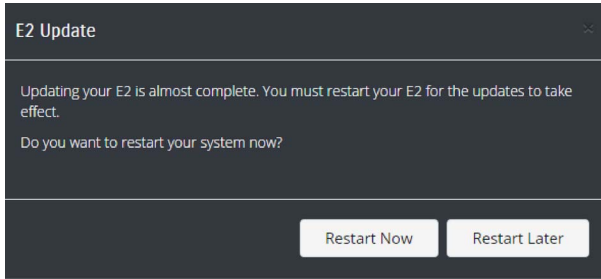 E2 Update
Updating your E2 is almost complete. You must restart your E2 for the updates to take
effect.
Do you want to restart your system now?
Restart Now Restart Later